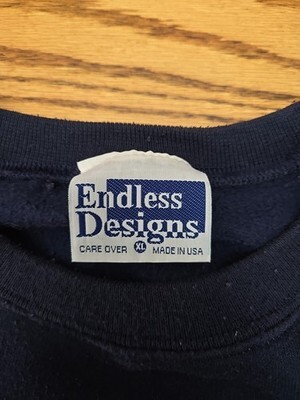 Endless
Designs
CARE OVER XL MADE IN USA